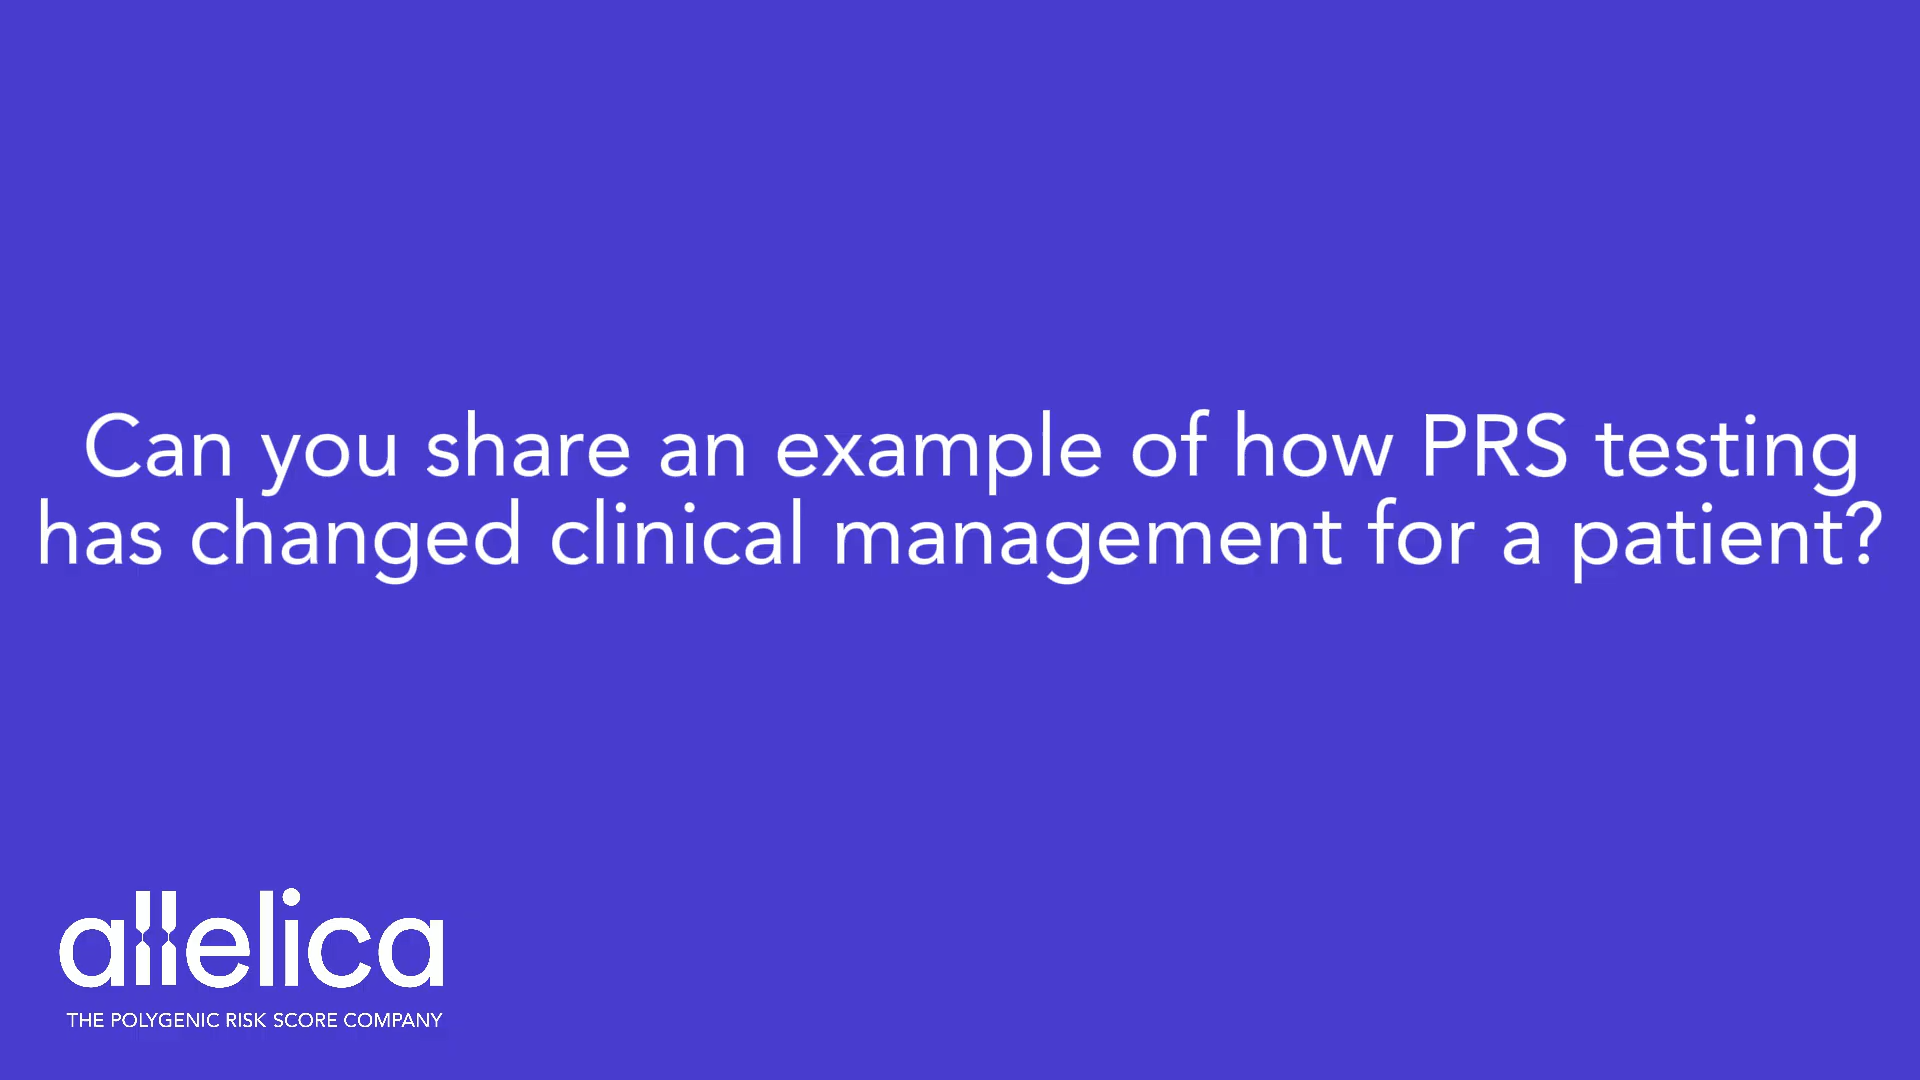 Can you share an example of how PRS testing
has changed clinical management for a patient?
allelica
THE POLYGENIC RISK SCORE COMPANY